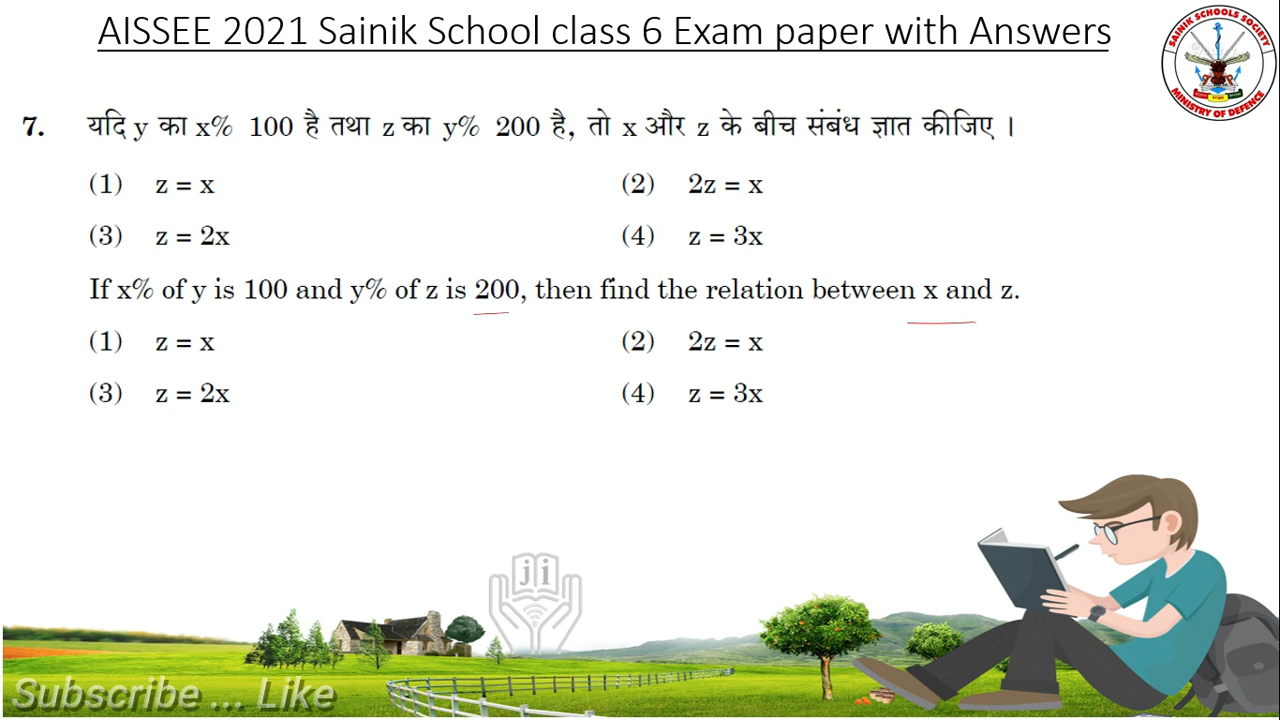 AISSEE 2021 Sainik School class 6 Exam paper with Answers
SAINIK SCHOOLS SOCIETY
MINISTRY OF DEFENCE
7. यदि y का x% 100 है तथा z का y% 200 है, तो x और z के बीच संबंध ज्ञात कीजिए ।
(1) z = x (2) 2z = x
(3) z = 2x (4) z = 3x
If x% of y is 100 and y% of z is 200, then find the relation between x and z.
(1) z = x (2) 2z = x
(3) z = 2x (4) z = 3x
ji
Subscribe ... Like